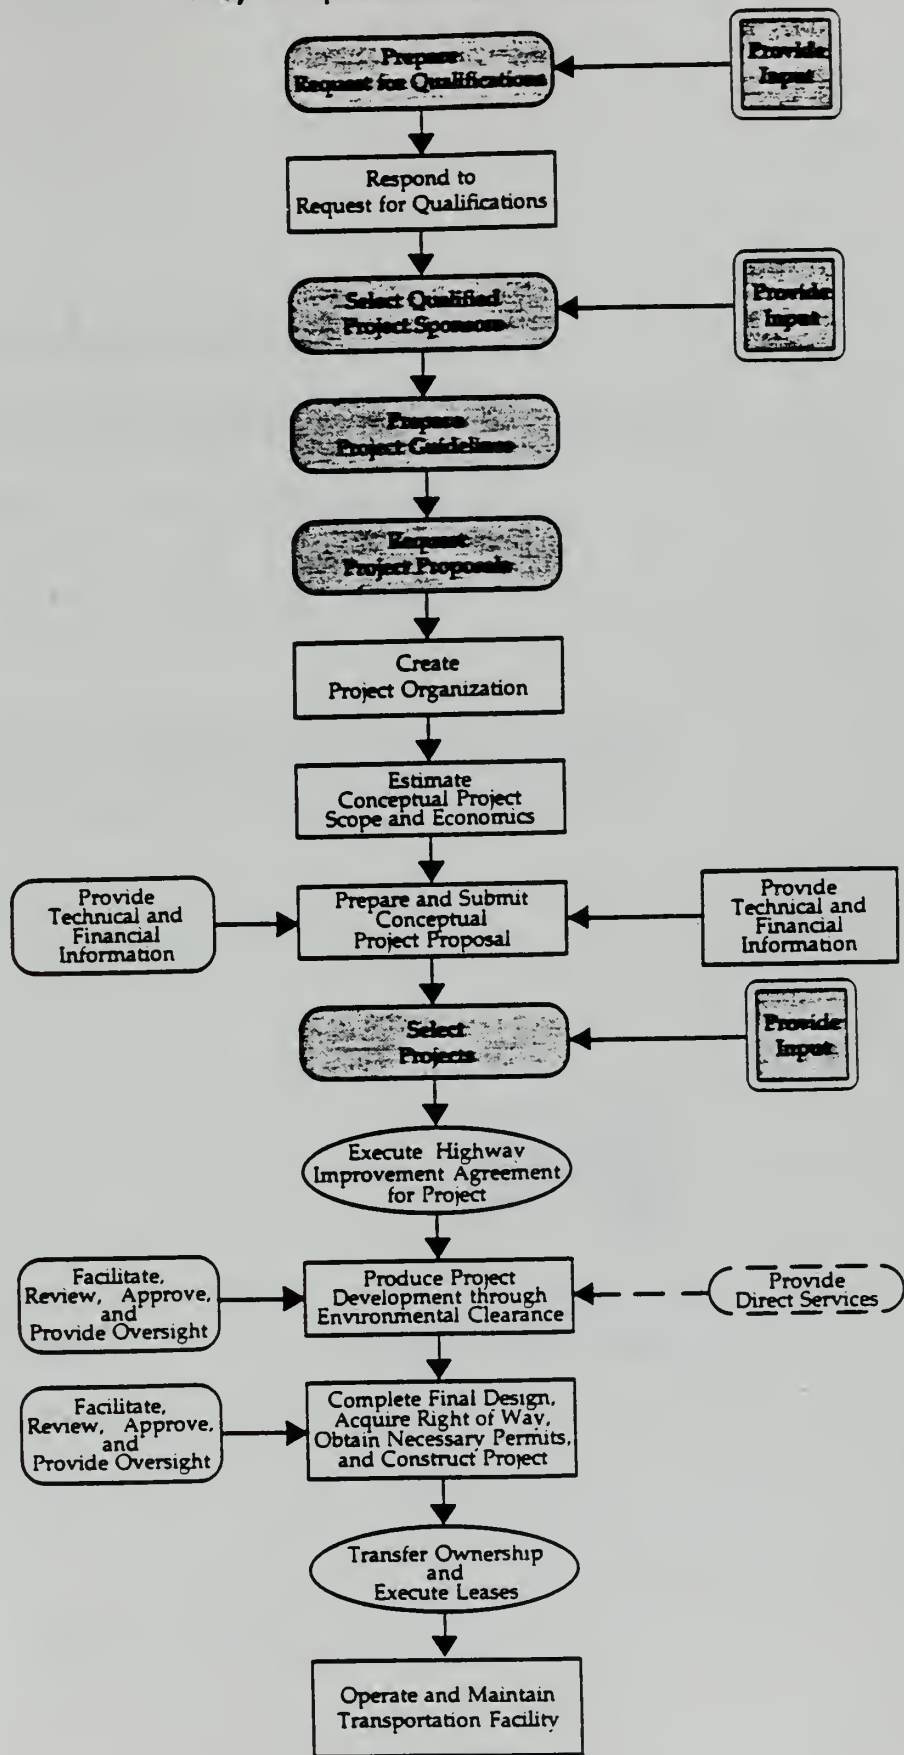 Prepare
Request for Qualifications
Provide
Input
Respond to
Request for Qualifications
Select Qualified
Project Sponsors
Provide
Input
Prepare
Project Guidelines
Request
Project Proposals
Create
Project Organization
Estimate
Conceptual Project
Scope and Economics
Provide
Technical and
Financial
Information
Prepare and Submit
Conceptual
Project Proposal
Provide
Technical and
Financial
Information
Select
Projects
Provide
Input
Execute Highway
Improvement Agreement
for Project
Facilitate,
Review, Approve,
and
Provide Oversight
Produce Project
Development through
Environmental Clearance
Provide
Direct Services
Facilitate,
Review, Approve,
and
Provide Oversight
Complete Final Design,
Acquire Right of Way,
Obtain Necessary Permits,
and Construct Project
Transfer Ownership
and
Execute Leases
Operate and Maintain
Transportation Facility